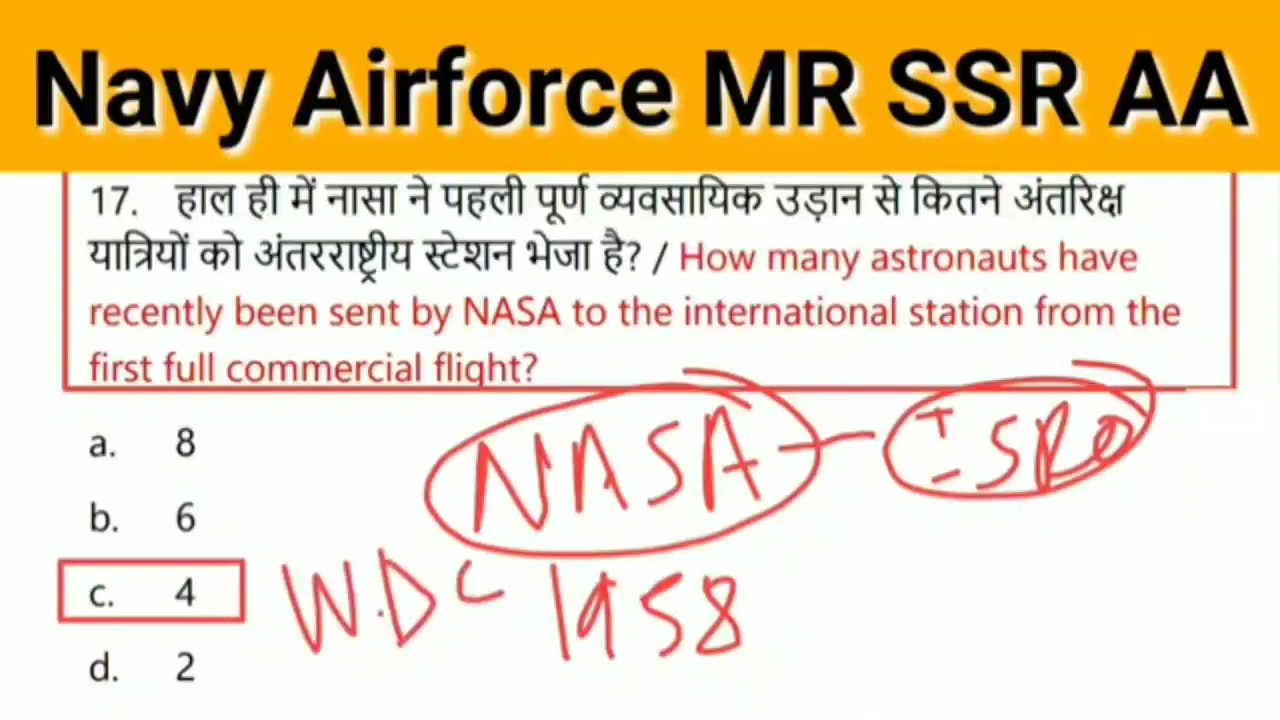 Navy Airforce MR SSR AA
17. हाल ही में नासा ने पहली पूर्ण व्यवसायिक उड़ान से कितने अंतरिक्ष
यात्रियों को अंतरराष्ट्रीय स्टेशन भेजा है? / How many astronauts have
recently been sent by NASA to the international station from the
first full commercial flight?
a. 8
NASA - ISRO
b. 6
c. 4
W.DC 1958
d. 2